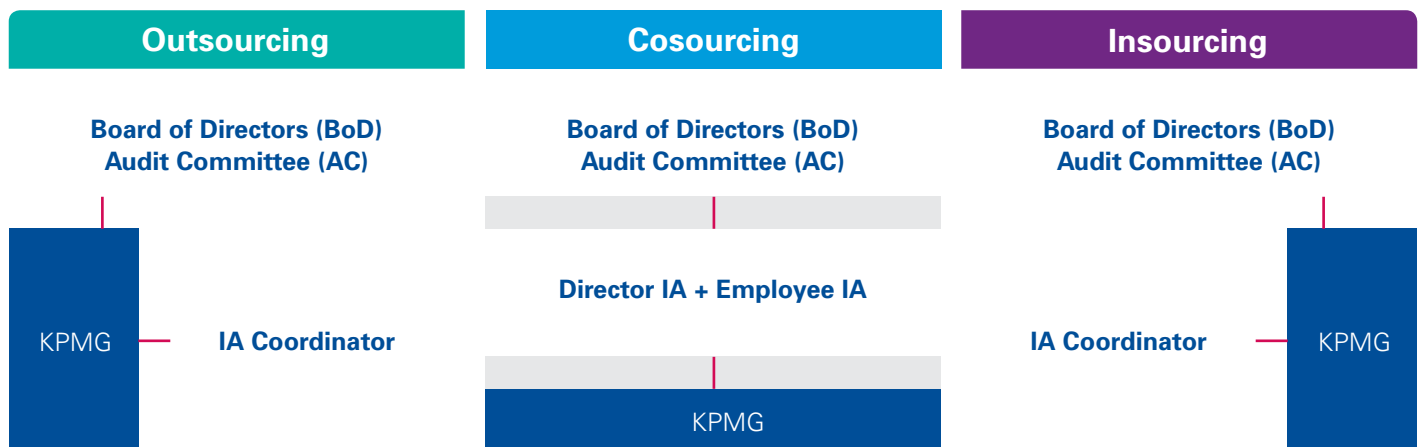 Outsourcing
Board of Directors (BoD)
Audit Committee (AC)
KPMG
IA Coordinator
Cosourcing
Board of Directors (BoD)
Audit Committee (AC)
Director IA + Employee IA
KPMG
Insourcing
Board of Directors (BoD)
Audit Committee (AC)
IA Coordinator
KPMG